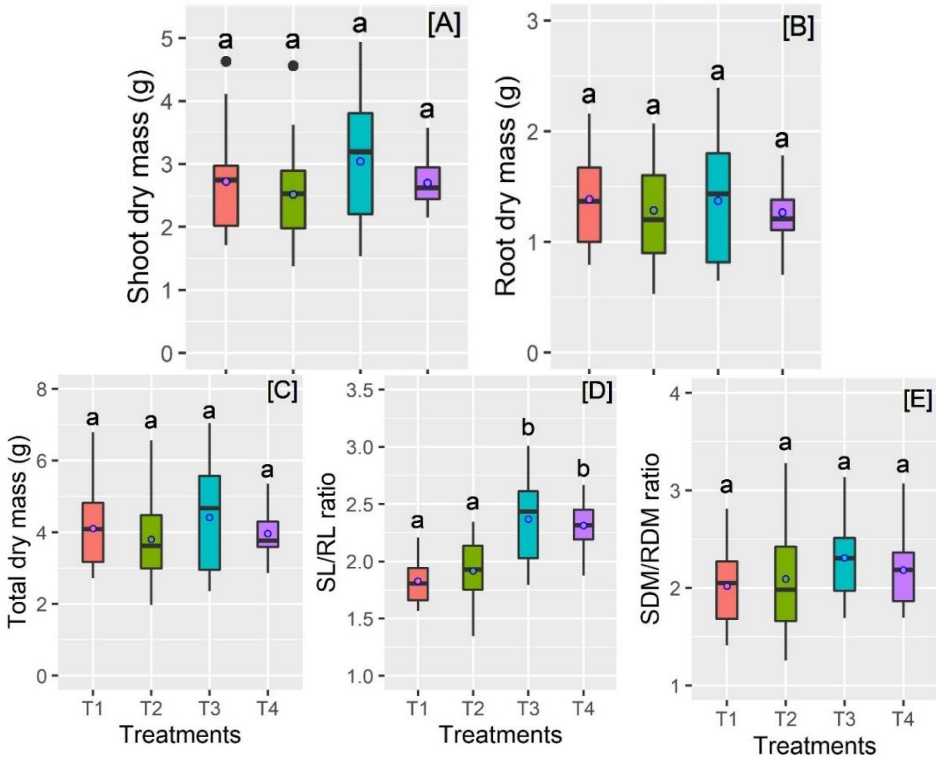 [A]
a a a a
Shoot dry mass (g)
5
4
3
2
1
0
[B]
a a a a
Root dry mass (g)
3
2
1
0
[C]
a a a a
Total dry mass (g)
8
6
4
2
0
T1 T2 T3 T4
Treatments
[D]
a a b b
SL/RL ratio
3.5
3.0
2.5
2.0
1.5
1.0
T1 T2 T3 T4
Treatments
[E]
a a a a
SDM/RDM ratio
4
3
2
1
T1 T2 T3 T4
Treatments